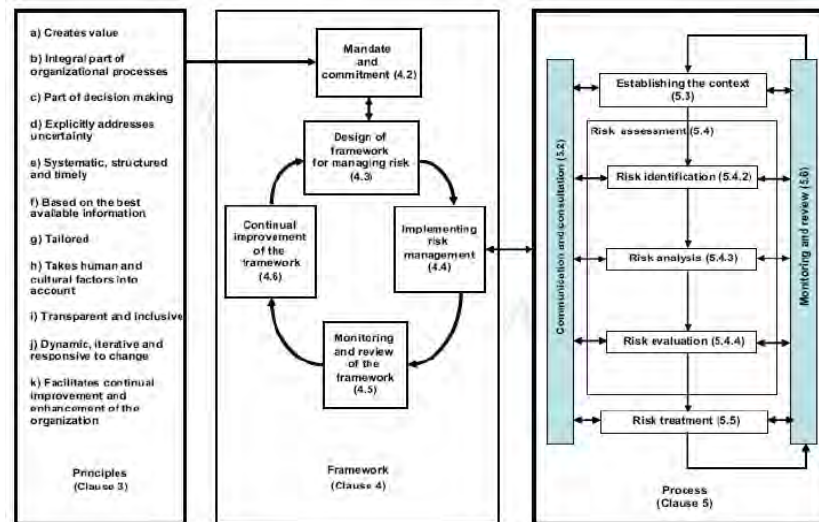 a) Creates value
b) Integral part of
organizational processes
c) Part of decision making
d) Explicitly addresses
uncertainty
e) Systematic, structured
and timely
f) Based on the best
available information
g) Tailored
h) Takes human and
cultural factors into
account
i) Transparent and inclusive
j) Dynamic, iterative and
responsive to change
k) Facilitates continual
improvement and
enhancement of the
organization
Principles
(Clause 3)
Mandate
and
commitment (4.2)
Design of
framework
for managing risk
(4.3)
Continual
improvement
of the
framework
(4.6)
Implementing
risk
management
(4.4)
Monitoring
and review
of the
framework
(4.5)
Framework
(Clause 4)
Communication and consultation (5.2)
Establishing the context
(5.3)
Risk assessment (5.4)
Risk identification (5.4.2)
Risk analysis (5.4.3)
Risk evaluation (5.4.4)
Risk treatment (5.5)
Monitoring and review (5.6)
Process
(Clause 5)